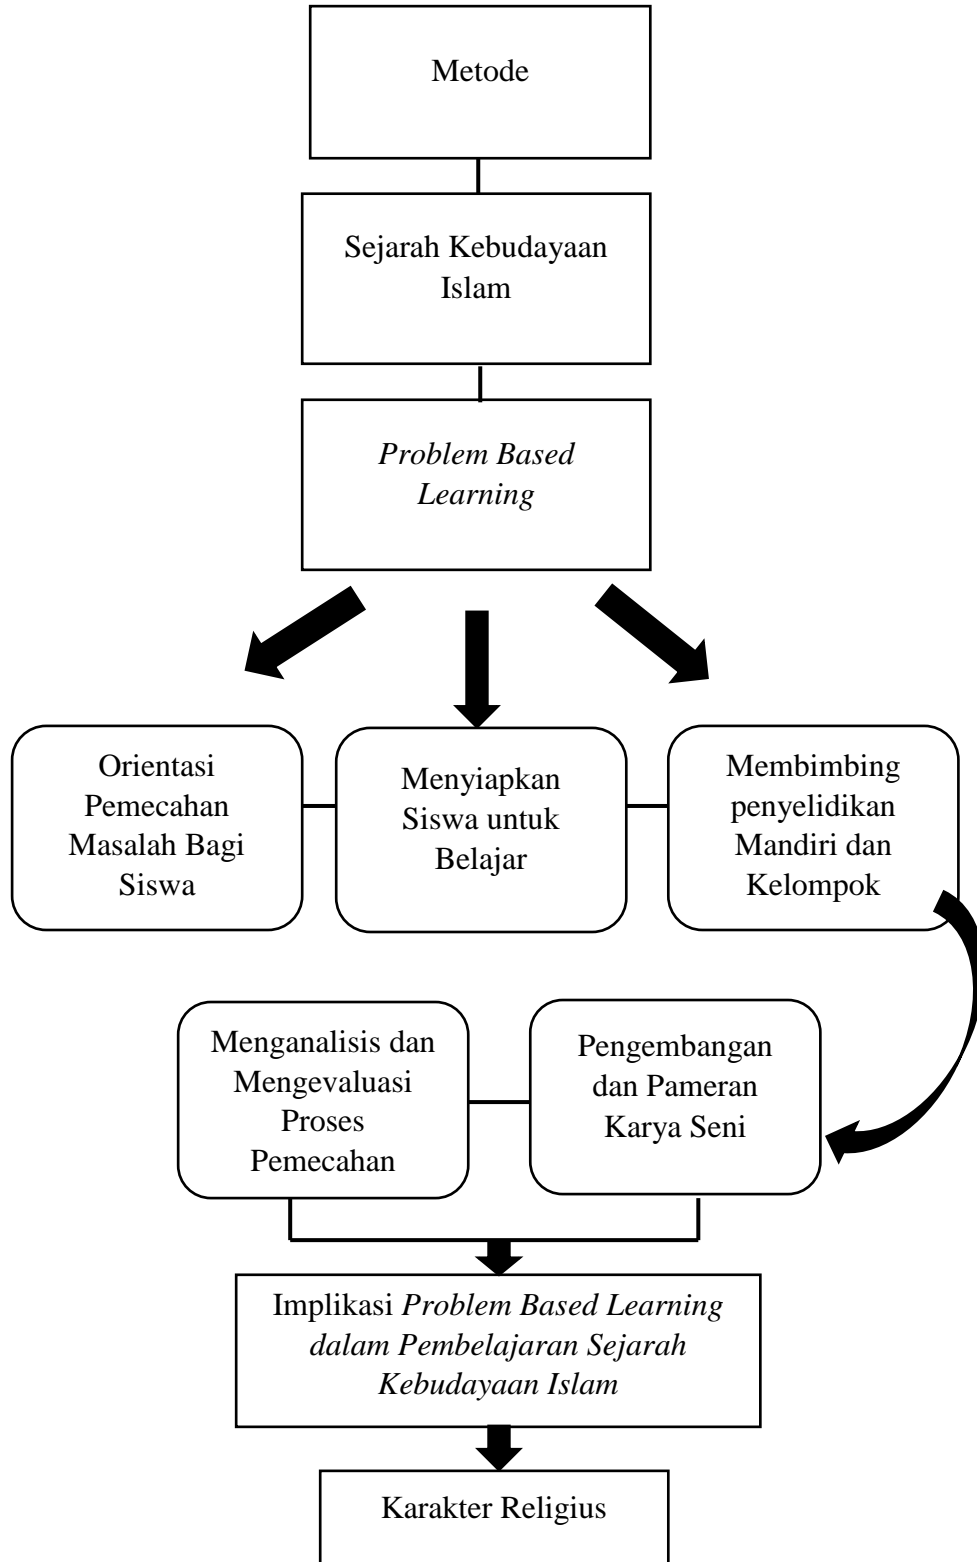 Metode
Sejarah Kebudayaan
Islam
Problem Based
Learning
Orientasi
Pemecahan
Masalah Bagi
Siswa
Menyiapkan
Siswa untuk
Belajar
Membimbing
penyelidikan
Mandiri dan
Kelompok
Menganalisis dan
Mengevaluasi
Proses
Pemecahan
Pengembangan
dan Pameran
Karya Seni
Implikasi Problem Based Learning
dalam Pembelajaran Sejarah
Kebudayaan Islam
Karakter Religius